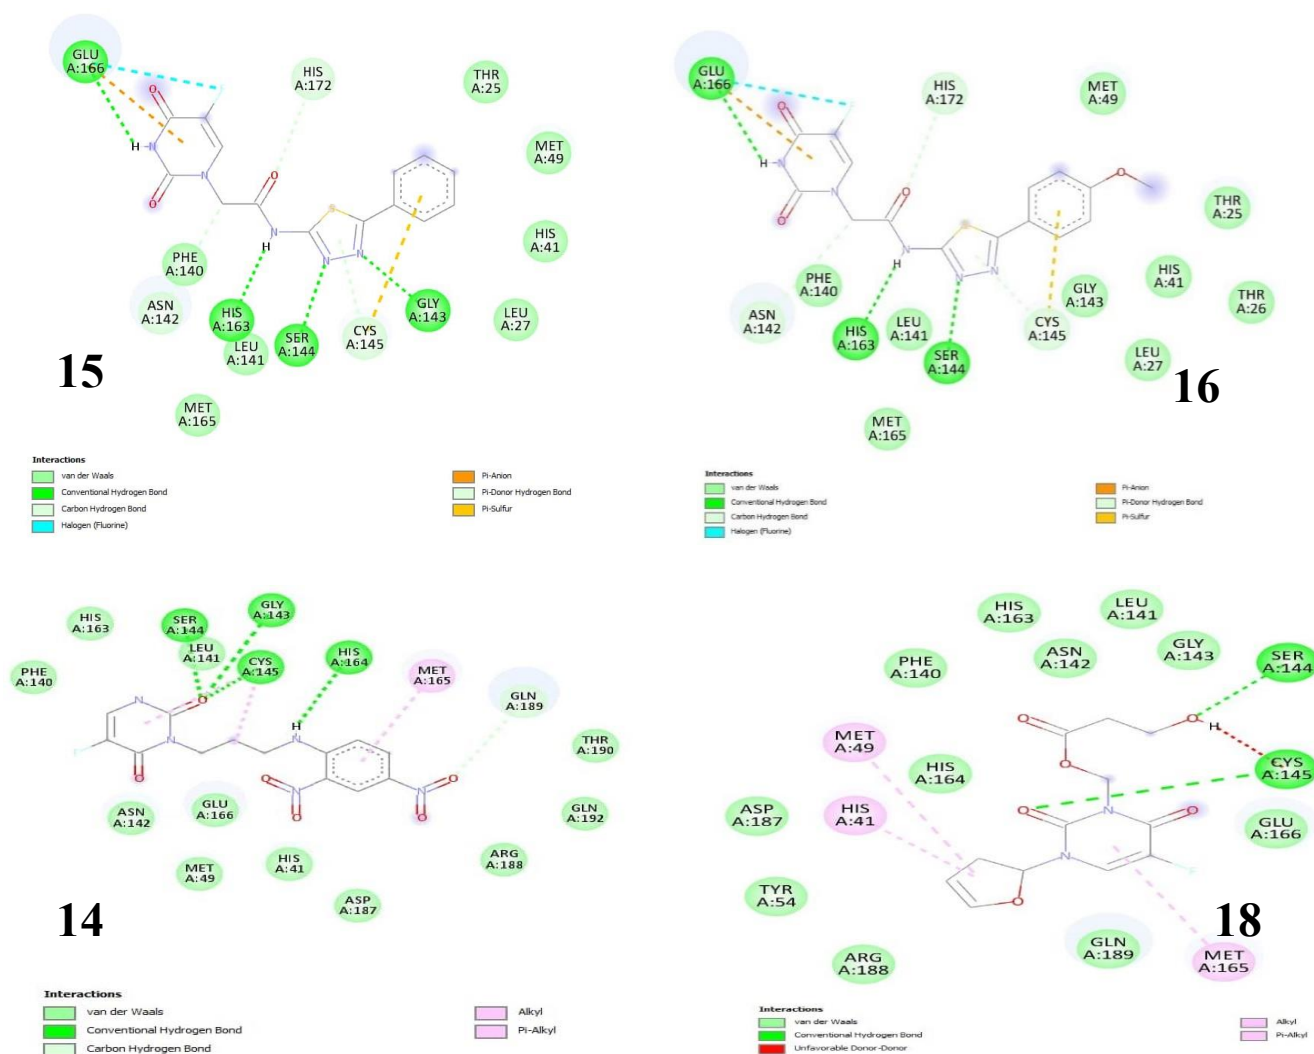 GLU
A:166
HIS
A:172
THR
A:25
MET
A:49
HIS
A:41
PHE
A:140
ASN
A:142
HIS
A:163
LEU
A:141
SER
A:144
CYS
A:145
GLY
A:143
LEU
A:27
MET
A:165
O
H
N
O
N
O
O
N
H
S
N
N
15
Interactions
van der Waals
Conventional Hydrogen Bond
Carbon Hydrogen Bond
Halogen (Fluorine)
Pi-Anion
Pi-Donor Hydrogen Bond
Pi-Sulfur
GLU
A:166
HIS
A:172
MET
A:49
THR
A:25
HIS
A:41
THR
A:26
PHE
A:140
ASN
A:142
HIS
A:163
LEU
A:141
SER
A:144
GLY
A:143
CYS
A:145
LEU
A:27
MET
A:165
O
H
N
O
N
O
O
N
H
S
N
N
O
16
Interactions
van der Waals
Conventional Hydrogen Bond
Carbon Hydrogen Bond
Halogen (Fluorine)
Pi-Anion
Pi-Donor Hydrogen Bond
Pi-Sulfur
HIS
A:163
SER
A:144
GLY
A:143
LEU
A:141
CYS
A:145
HIS
A:164
MET
A:165
GLN
A:189
PHE
A:140
THR
A:190
GLN
A:192
ARG
A:188
ASN
A:142
GLU
A:166
MET
A:49
HIS
A:41
ASP
A:187
N
O
F
N
O
H
N
O
N
O
N
O
O
14
Interactions
van der Waals
Conventional Hydrogen Bond
Carbon Hydrogen Bond
Alkyl
Pi-Alkyl
HIS
A:163
LEU
A:141
PHE
A:140
ASN
A:142
GLY
A:143
SER
A:144
MET
A:49
HIS
A:164
CYS
A:145
HIS
A:41
ASP
A:187
GLU
A:166
TYR
A:54
ARG
A:188
GLN
A:189
MET
A:165
O
O
H
O
O
N
O
N
F
O
18
Interactions
van der Waals
Conventional Hydrogen Bond
Unfavorable Donor-Donor
Alkyl
Pi-Alkyl